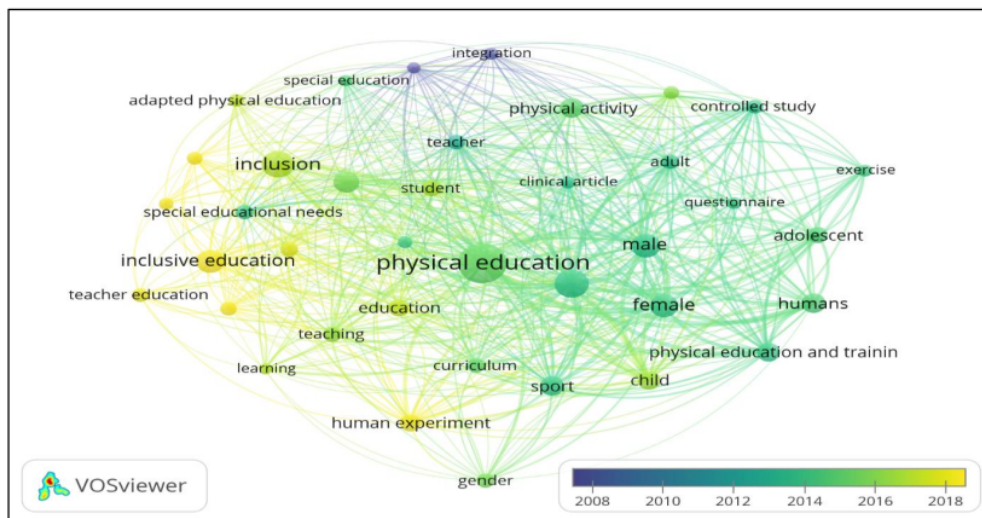 integration
special education
adapted physical education
physical activity
controlled study
teacher
inclusion
adult
exercise
clinical article
student
questionnaire
special educational needs
adolescent
male
inclusive education
physical education
teacher education
female
humans
education
teaching
physical education and trainin
curriculum
learning
child
sport
human experiment
gender
VOSviewer
2008 2010 2012 2014 2016 2018